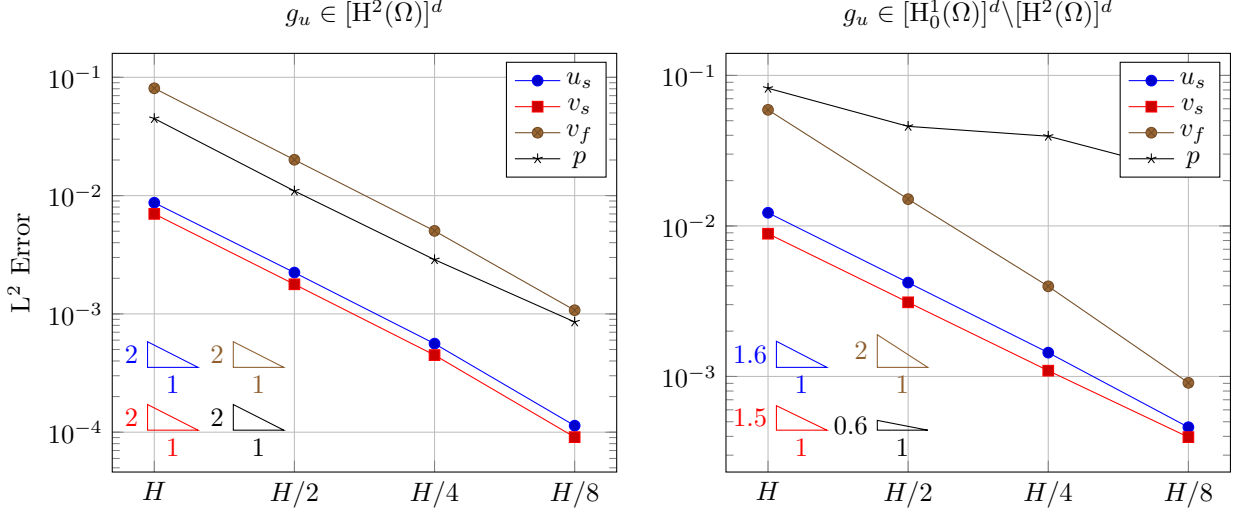 g_u ∈ [H²(Ω)]^d
10⁻¹
10⁻²
10⁻³
10⁻⁴
L² Error
u_s
v_s
v_f
p
2
1
2
1
2
1
2
1
H
H/2
H/4
H/8
g_u ∈ [H₀¹(Ω)]^d\[H²(Ω)]^d
10⁻¹
10⁻²
10⁻³
u_s
v_s
v_f
p
1.6
1
2
1
1.5
1
0.6
1
H
H/2
H/4
H/8